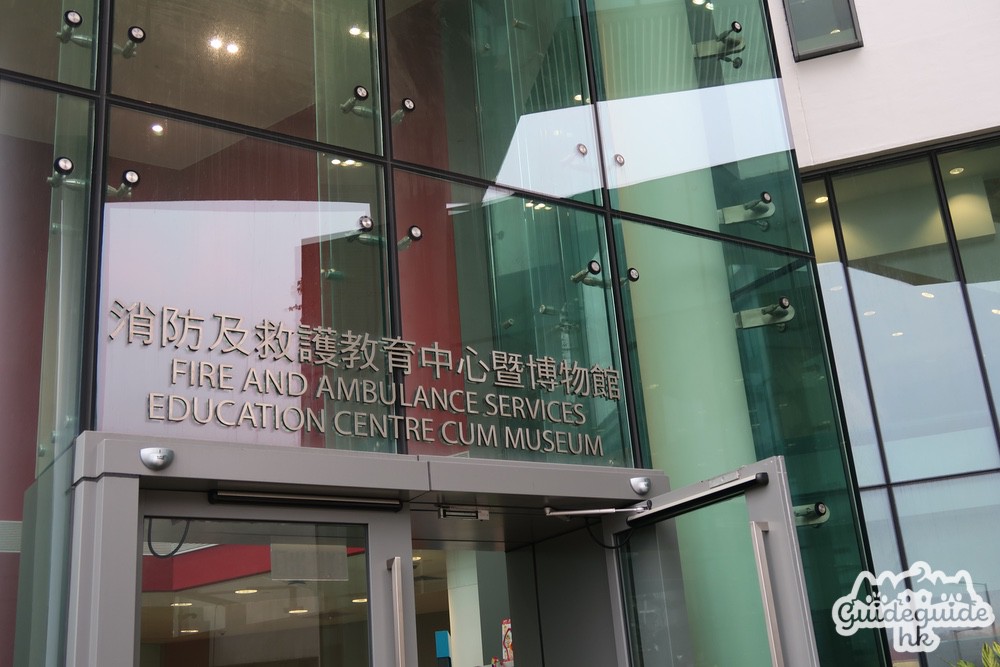 消防及救護教育中心暨博物館
FIRE AND AMBULANCE SERVICES
EDUCATION CENTRE CUM MUSEUM
Guideguide
hk